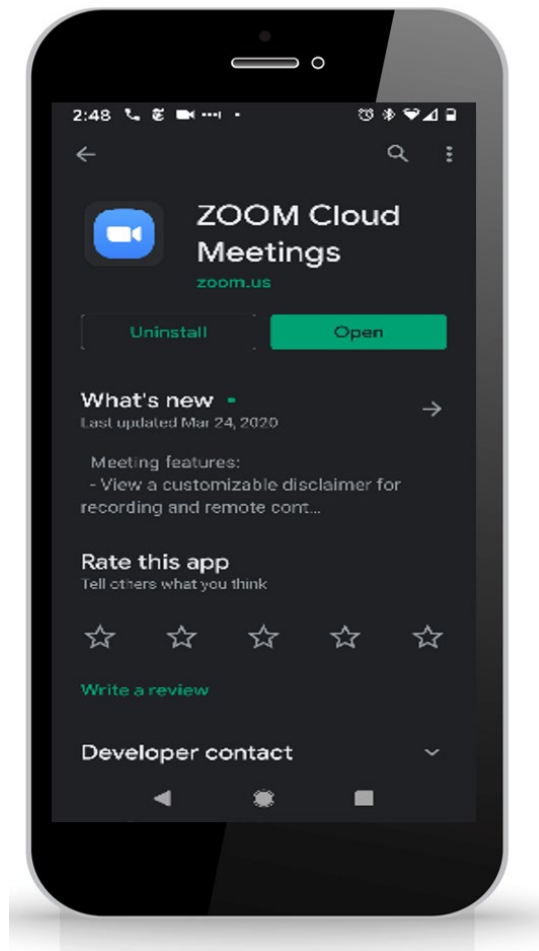 2:48
ZOOM Cloud
Meetings
zoom.us
Uninstall
Open
What's new
Last updated Mar 24, 2020
Meeting features:
- View a customizable disclaimer for
recording and remote cont...
Rate this app
Tell others what you think
Write a review
Developer contact